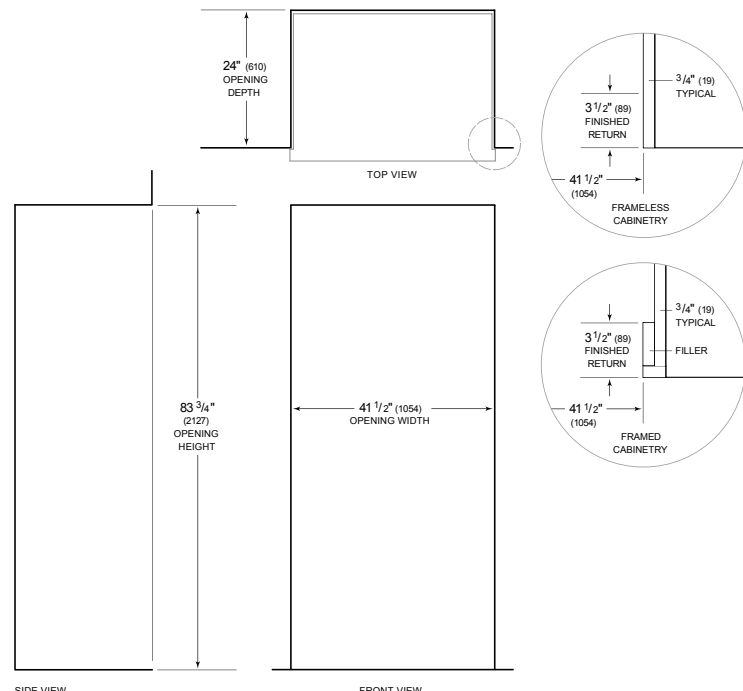 24" (610)
OPENING
DEPTH
TOP VIEW
3 1/2" (89)
FINISHED
RETURN
3/4" (19)
TYPICAL
41 1/2"
(1054)
FRAMELESS
CABINETRY
3 1/2" (89)
FINISHED
RETURN
3/4" (19)
TYPICAL
FILLER
41 1/2"
(1054)
FRAMED
CABINETRY
83 3/4"
(2127)
OPENING
HEIGHT
41 1/2" (1054)
OPENING WIDTH
SIDE VIEW
FRONT VIEW